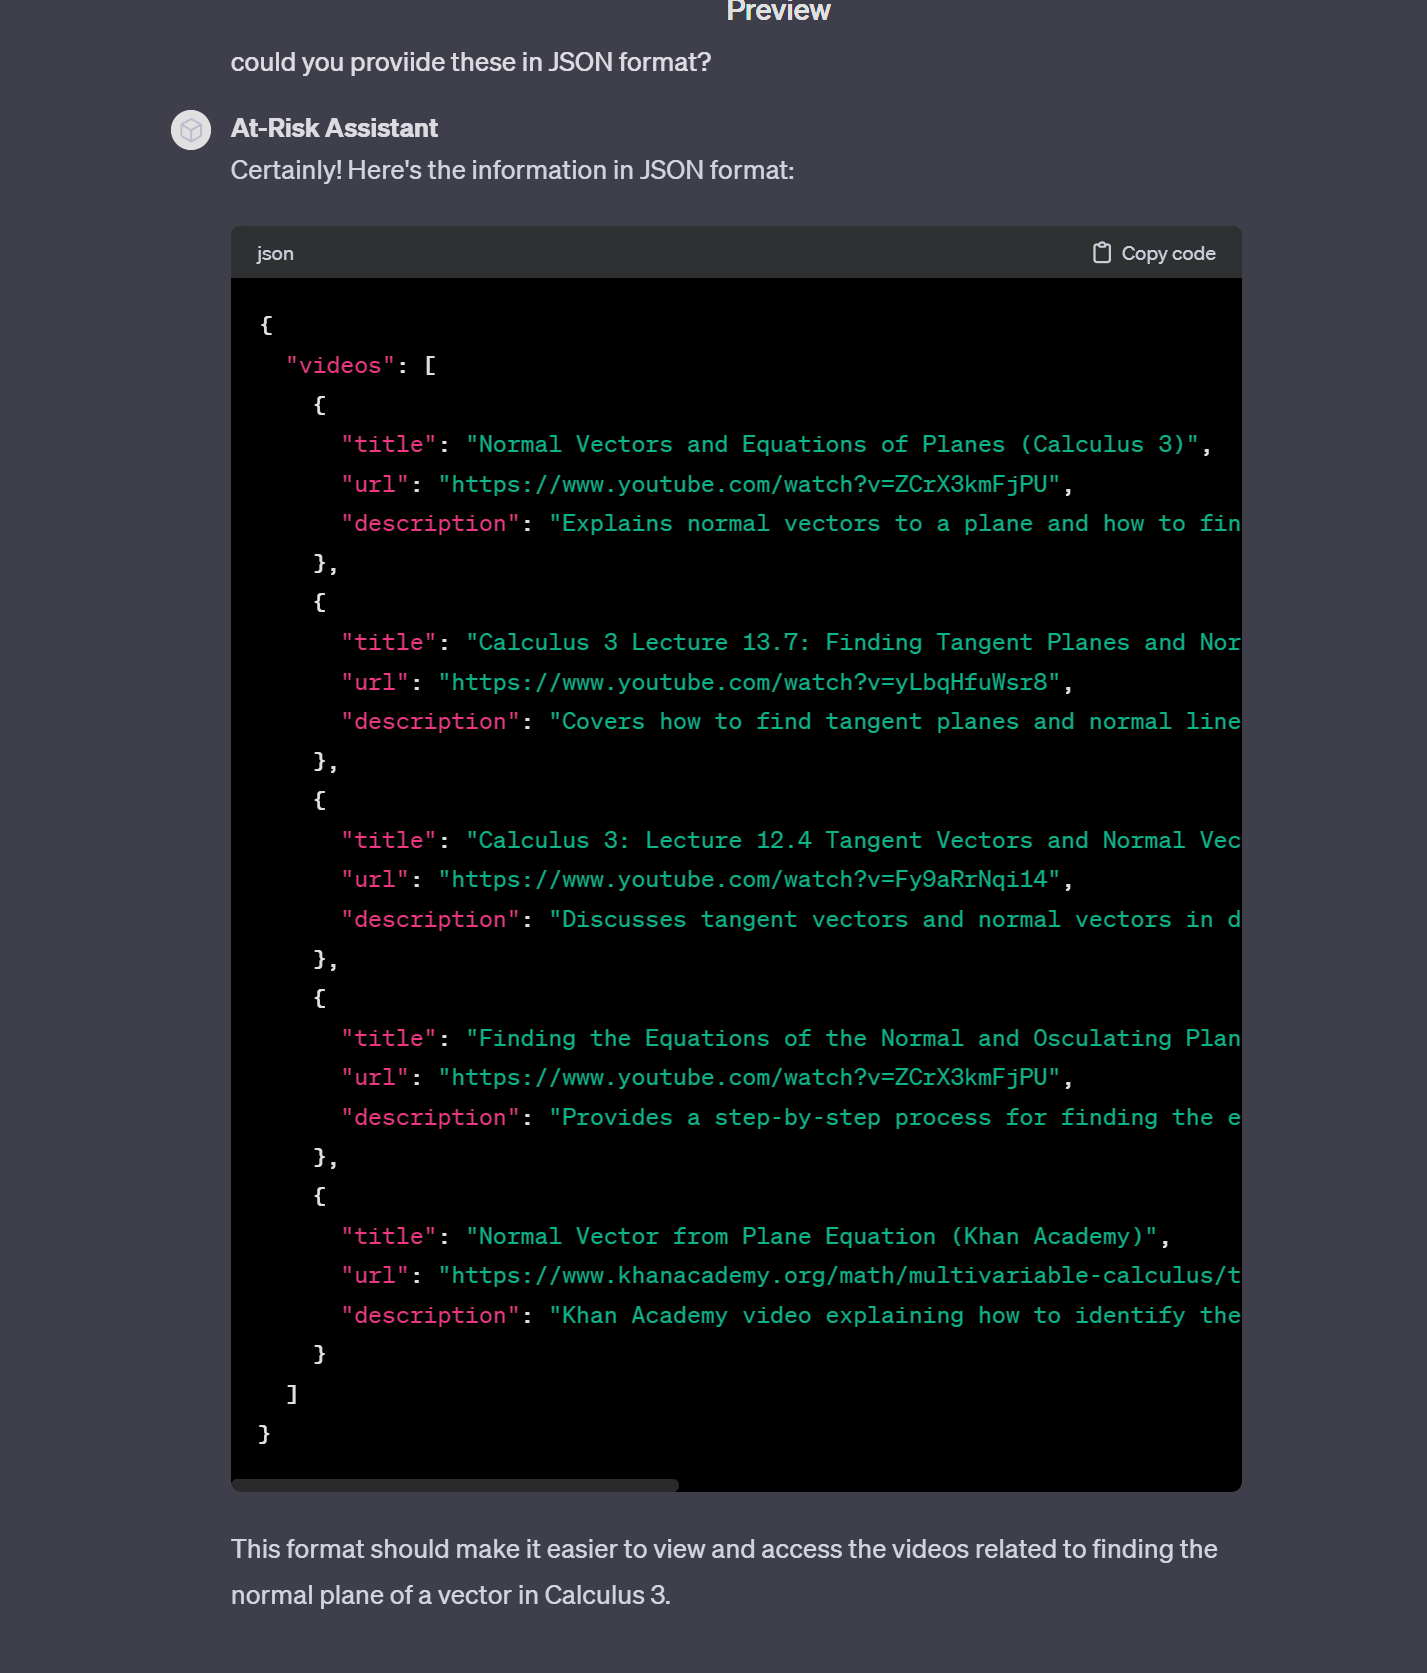 Preview
could you proviide these in JSON format?
At-Risk Assistant
Certainly! Here's the information in JSON format:
json
Copy code
{
"videos": [
{
"title": "Normal Vectors and Equations of Planes (Calculus 3)",
"url": "https://www.youtube.com/watch?v=ZCrX3kmFjPU",
"description": "Explains normal vectors to a plane and how to fin
},
{
"title": "Calculus 3 Lecture 13.7: Finding Tangent Planes and Nor
"url": "https://www.youtube.com/watch?v=yLbqHfuWsr8",
"description": "Covers how to find tangent planes and normal line
},
{
"title": "Calculus 3: Lecture 12.4 Tangent Vectors and Normal Vec
"url": "https://www.youtube.com/watch?v=Fy9aRrNqi14",
"description": "Discusses tangent vectors and normal vectors in d
},
{
"title": "Finding the Equations of the Normal and Osculating Plan
"url": "https://www.youtube.com/watch?v=ZCrX3kmFjPU",
"description": "Provides a step-by-step process for finding the e
},
{
"title": "Normal Vector from Plane Equation (Khan Academy)",
"url": "https://www.khanacademy.org/math/multivariable-calculus/t
"description": "Khan Academy video explaining how to identify the
}
]
}
This format should make it easier to view and access the videos related to finding the
normal plane of a vector in Calculus 3.